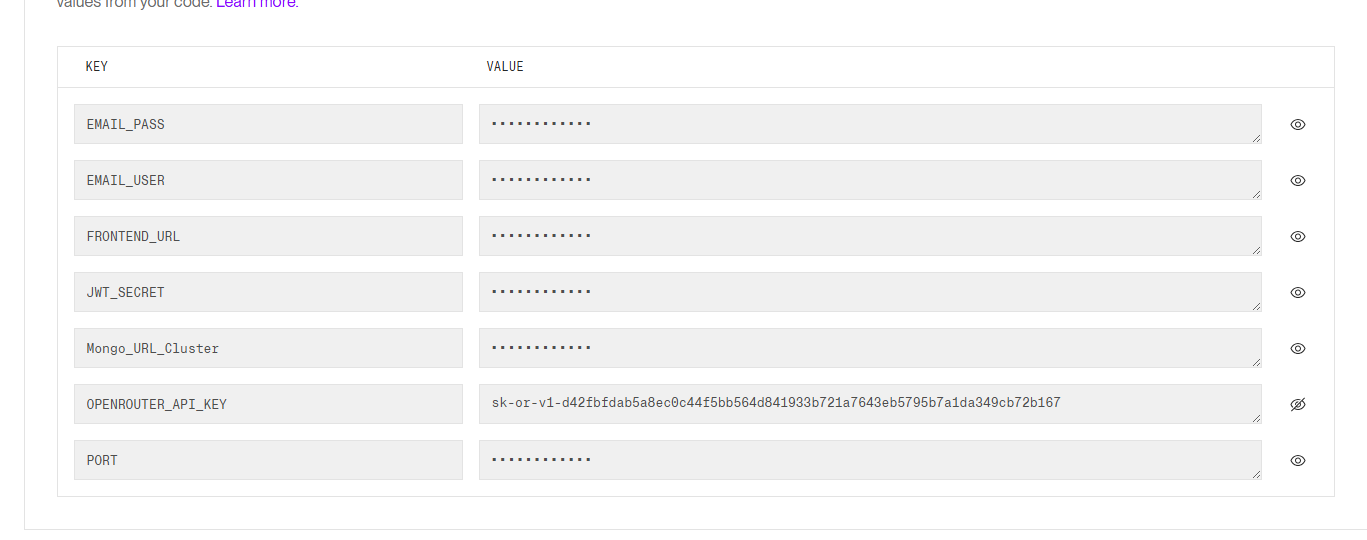 values from your code. Learn more.
KEY VALUE
EMAIL_PASS ••••••••••••
EMAIL_USER ••••••••••••
FRONTEND_URL ••••••••••••
JWT_SECRET ••••••••••••
Mongo_URL_Cluster ••••••••••••
OPENROUTER_API_KEY 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
PORT ••••••••••••